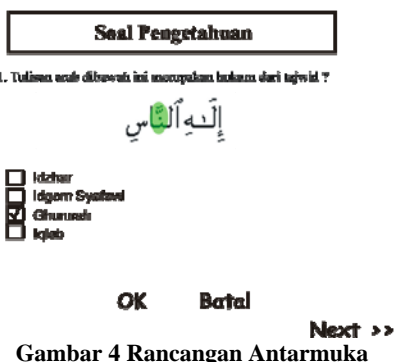 Soal Pengetahuan
1. Tulisan arab dibawah ini merupakan hukum dari tajwid ?
إِلَـٰهِ ٱلنَّاسِ
Idzhar
Idgam Syafawi
Ghunnah
Iqlab
OK Batal
Next >>
Gambar 4 Rancangan Antarmuka